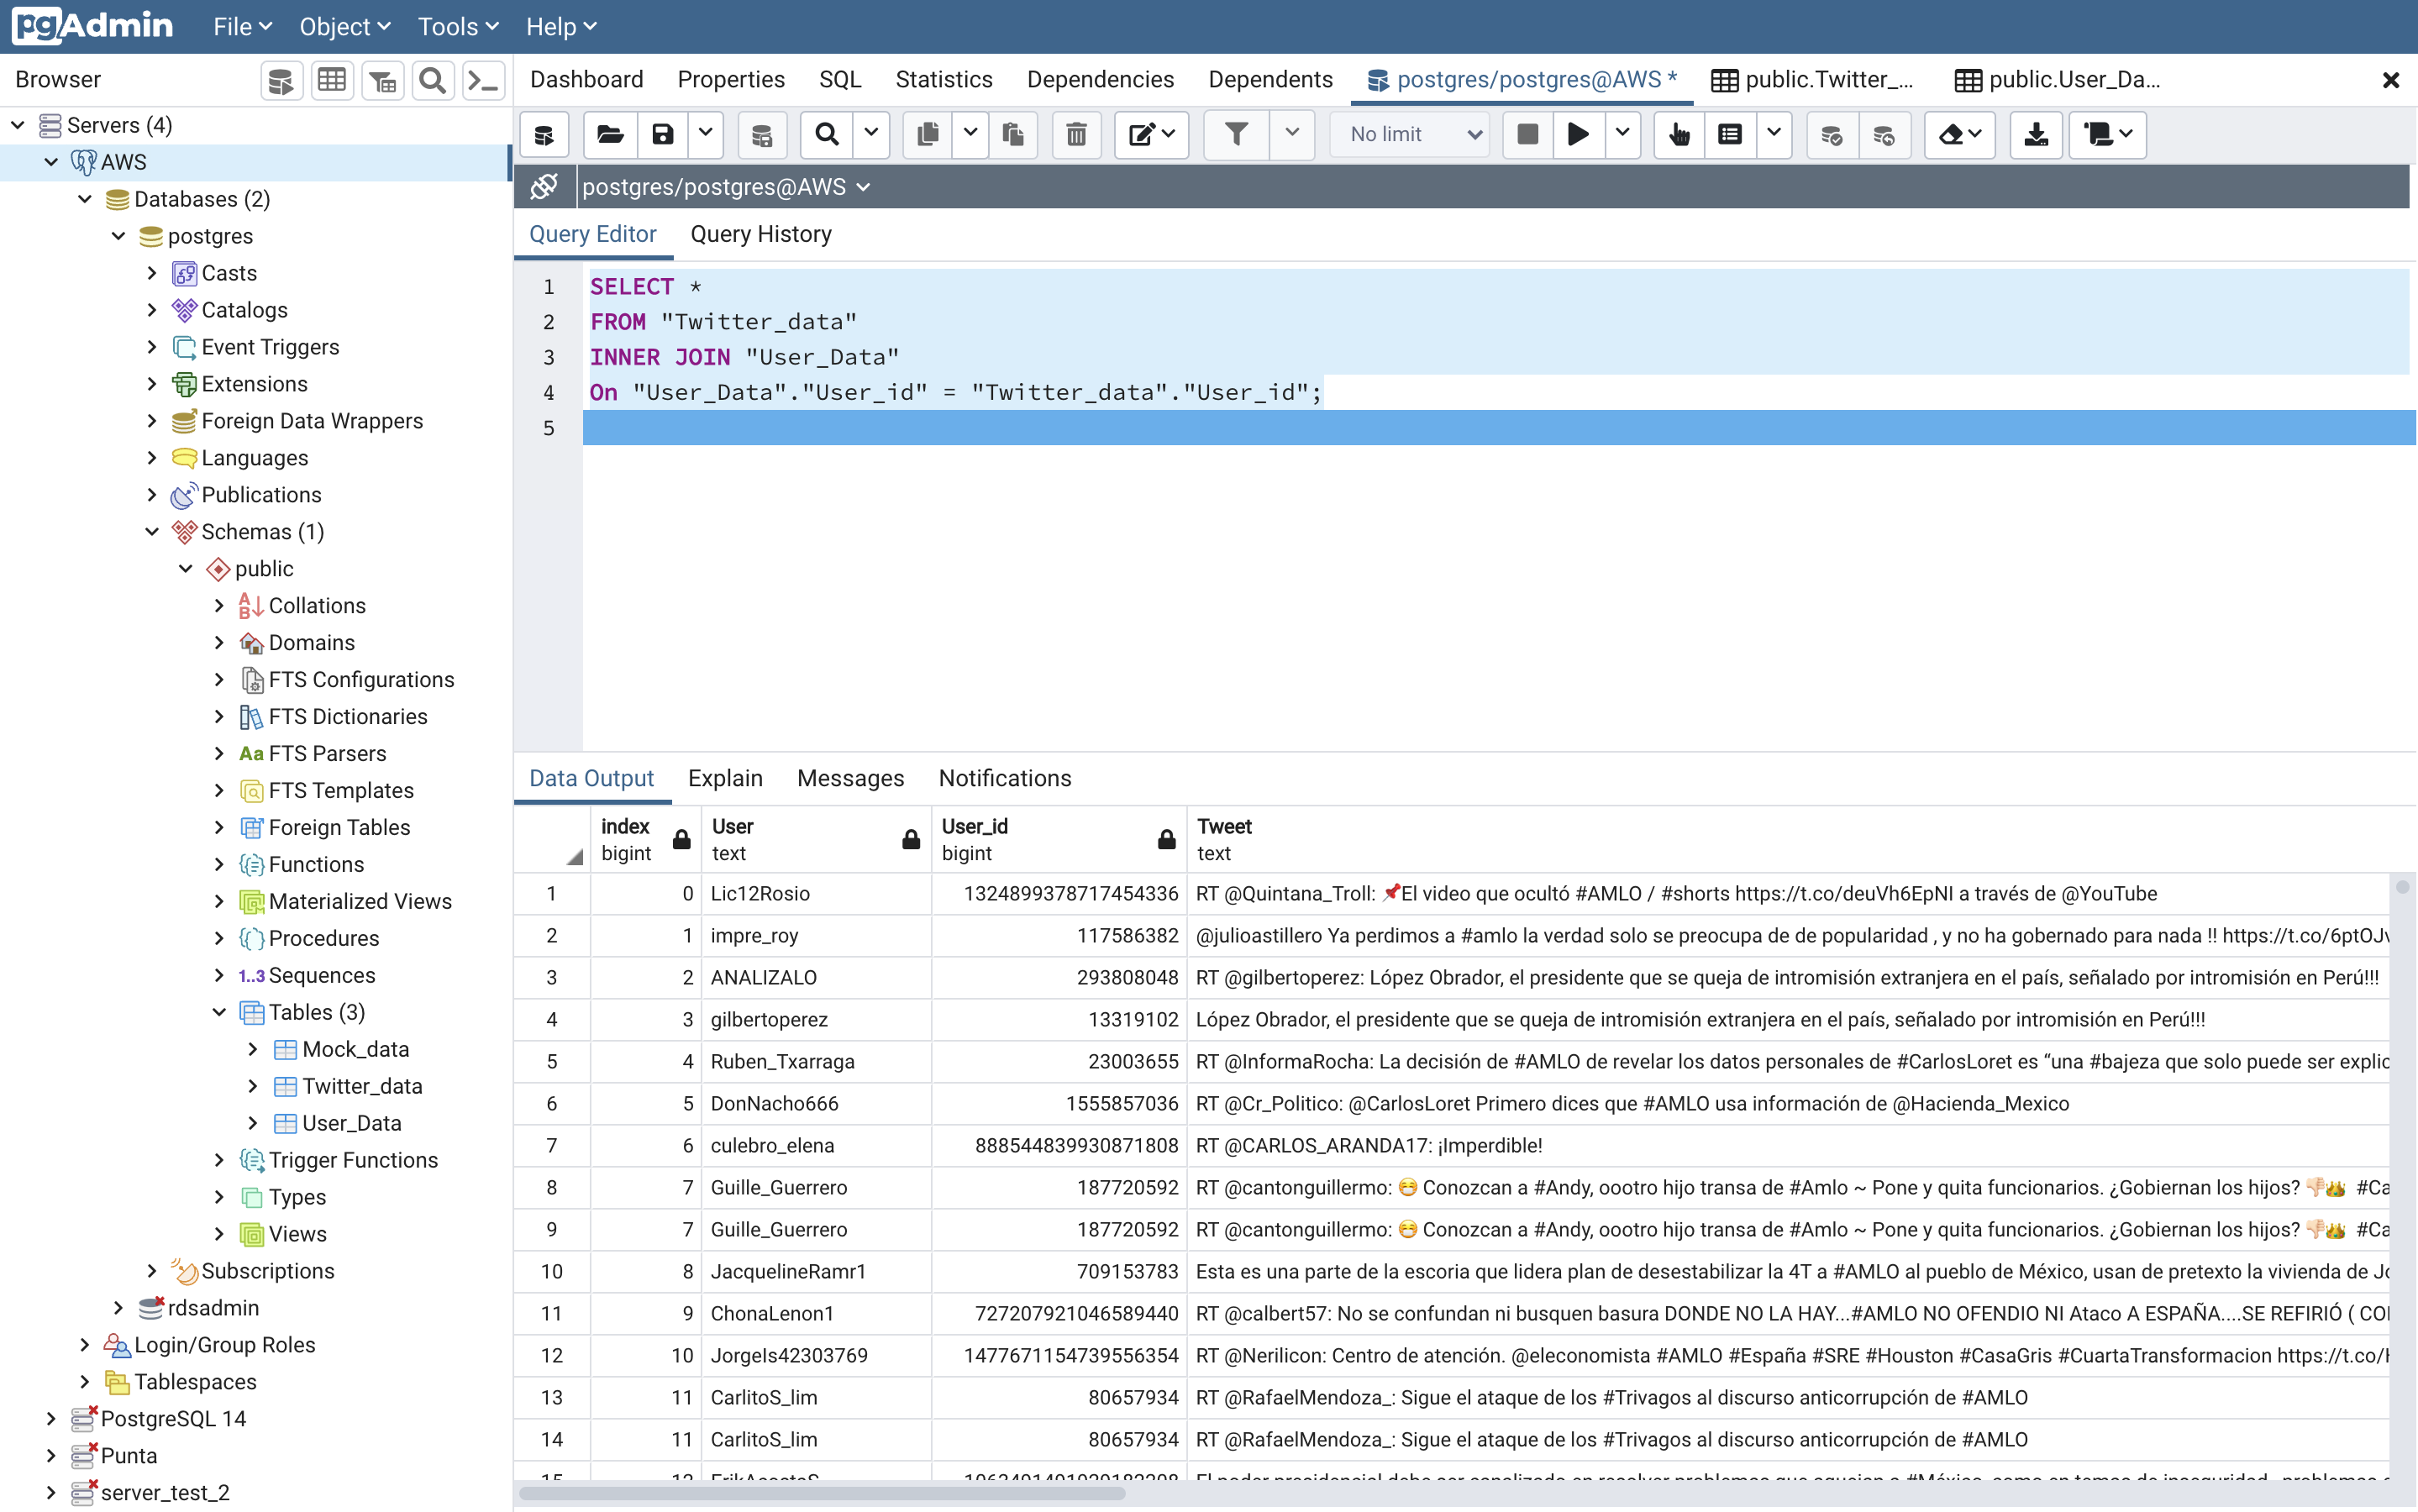 pgAdmin File Object Tools Help
Browser
Dashboard Properties SQL Statistics Dependencies Dependents postgres/postgres@AWS * public.Twitter_... public.User_Da...
Servers (4)
AWS
Databases (2)
postgres
Casts
Catalogs
Event Triggers
Extensions
Foreign Data Wrappers
Languages
Publications
Schemas (1)
public
Collations
Domains
FTS Configurations
FTS Dictionaries
Aa FTS Parsers
FTS Templates
Foreign Tables
Functions
Materialized Views
Procedures
1..3 Sequences
Tables (3)
Mock_data
Twitter_data
User_Data
Trigger Functions
Types
Views
Subscriptions
rdsadmin
Login/Group Roles
Tablespaces
PostgreSQL 14
Punta
server_test_2
No limit
postgres/postgres@AWS
Query Editor Query History
1 SELECT *
2 FROM "Twitter_data"
3 INNER JOIN "User_Data"
4 On "User_Data"."User_id" = "Twitter_data"."User_id";
5
Data Output Explain Messages Notifications
index User User_id Tweet
bigint text bigint text
1 0 Lic12Rosio 1324899378717454336 RT @Quintana_Troll: 📌El video que ocultó #AMLO / #shorts https://t.co/deuVh6EpNI a través de @YouTube
2 1 impre_roy 117586382 @julioastillero Ya perdimos a #amlo la verdad solo se preocupa de de popularidad , y no ha gobernado para nada !! https://t.co/6ptOJv
3 2 ANALIZALO 293808048 RT @gilbertoperez: López Obrador, el presidente que se queja de intromisión extranjera en el país, señalado por intromisión en Perú!!!
4 3 gilbertoperez 13319102 López Obrador, el presidente que se queja de intromisión extranjera en el país, señalado por intromisión en Perú!!!
5 4 Ruben_Txarraga 23003655 RT @InformaRocha: La decisión de #AMLO de revelar los datos personales de #CarlosLoret es “una #bajeza que solo puede ser explic
6 5 DonNacho666 1555857036 RT @Cr_Politico: @CarlosLoret Primero dices que #AMLO usa información de @Hacienda_Mexico
7 6 culebro_elena 888544839930871808 RT @CARLOS_ARANDA17: ¡Imperdible!
8 7 Guille_Guerrero 187720592 RT @cantonguillermo: 😷 Conozcan a #Andy, oootro hijo transa de #Amlo ~ Pone y quita funcionarios. ¿Gobiernan los hijos? 👎🏻👑 #Ca
9 7 Guille_Guerrero 187720592 RT @cantonguillermo: 😷 Conozcan a #Andy, oootro hijo transa de #Amlo ~ Pone y quita funcionarios. ¿Gobiernan los hijos? 👎🏻👑 #Ca
10 8 JacquelineRamr1 709153783 Esta es una parte de la escoria que lidera plan de desestabilizar la 4T a #AMLO al pueblo de México, usan de pretexto la vivienda de Jo
11 9 ChonaLenon1 727207921046589440 RT @calbert57: No se confundan ni busquen basura DONDE NO LA HAY...#AMLO NO OFENDIO NI Ataco A ESPAÑA....SE REFIRIÓ ( CO
12 10 JorgeIs42303769 1477671154739556354 RT @Nerilicon: Centro de atención. @eleconomista #AMLO #España #SRE #Houston #CasaGris #CuartaTransformacion https://t.co/
13 11 CarlitoS_lim 80657934 RT @RafaelMendoza_: Sigue el ataque de los #Trivagos al discurso anticorrupción de #AMLO
14 11 CarlitoS_lim 80657934 RT @RafaelMendoza_: Sigue el ataque de los #Trivagos al discurso anticorrupción de #AMLO